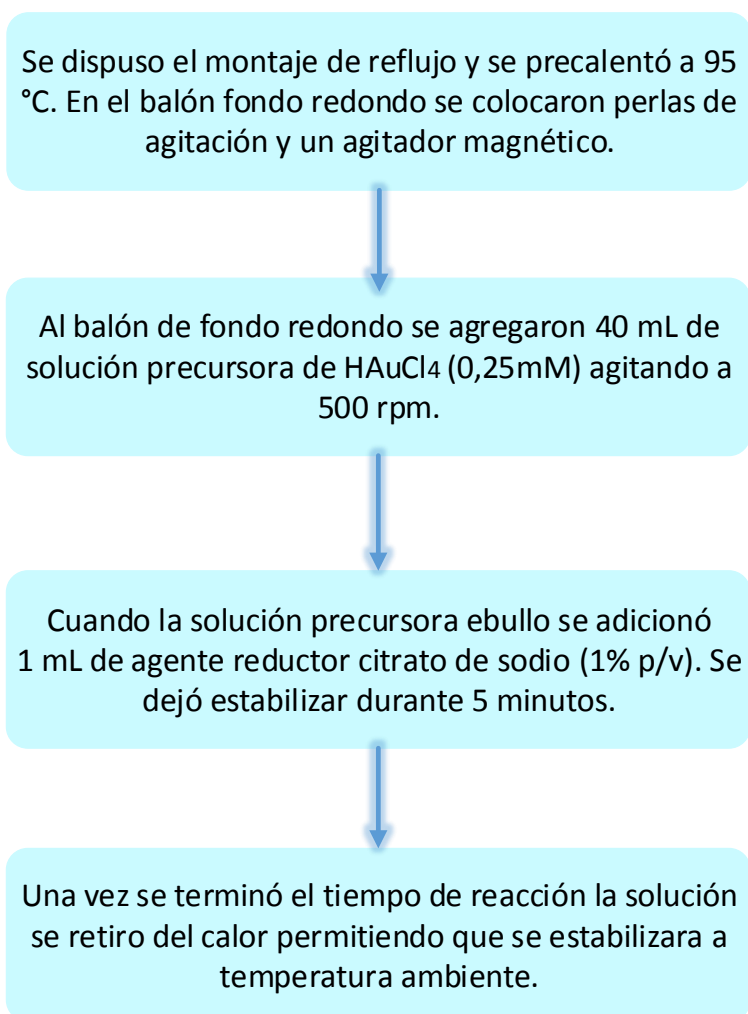 Se dispuso el montaje de reflujo y se precalentó a 95
°C. En el balón fondo redondo se colocaron perlas de
agitación y un agitador magnético.
Al balón de fondo redondo se agregaron 40 mL de
solución precursora de HAuCl4 (0,25mM) agitando a
500 rpm.
Cuando la solución precursora ebullo se adicionó
1 mL de agente reductor citrato de sodio (1% p/v). Se
dejó estabilizar durante 5 minutos.
Una vez se terminó el tiempo de reacción la solución
se retiro del calor permitiendo que se estabilizara a
temperatura ambiente.